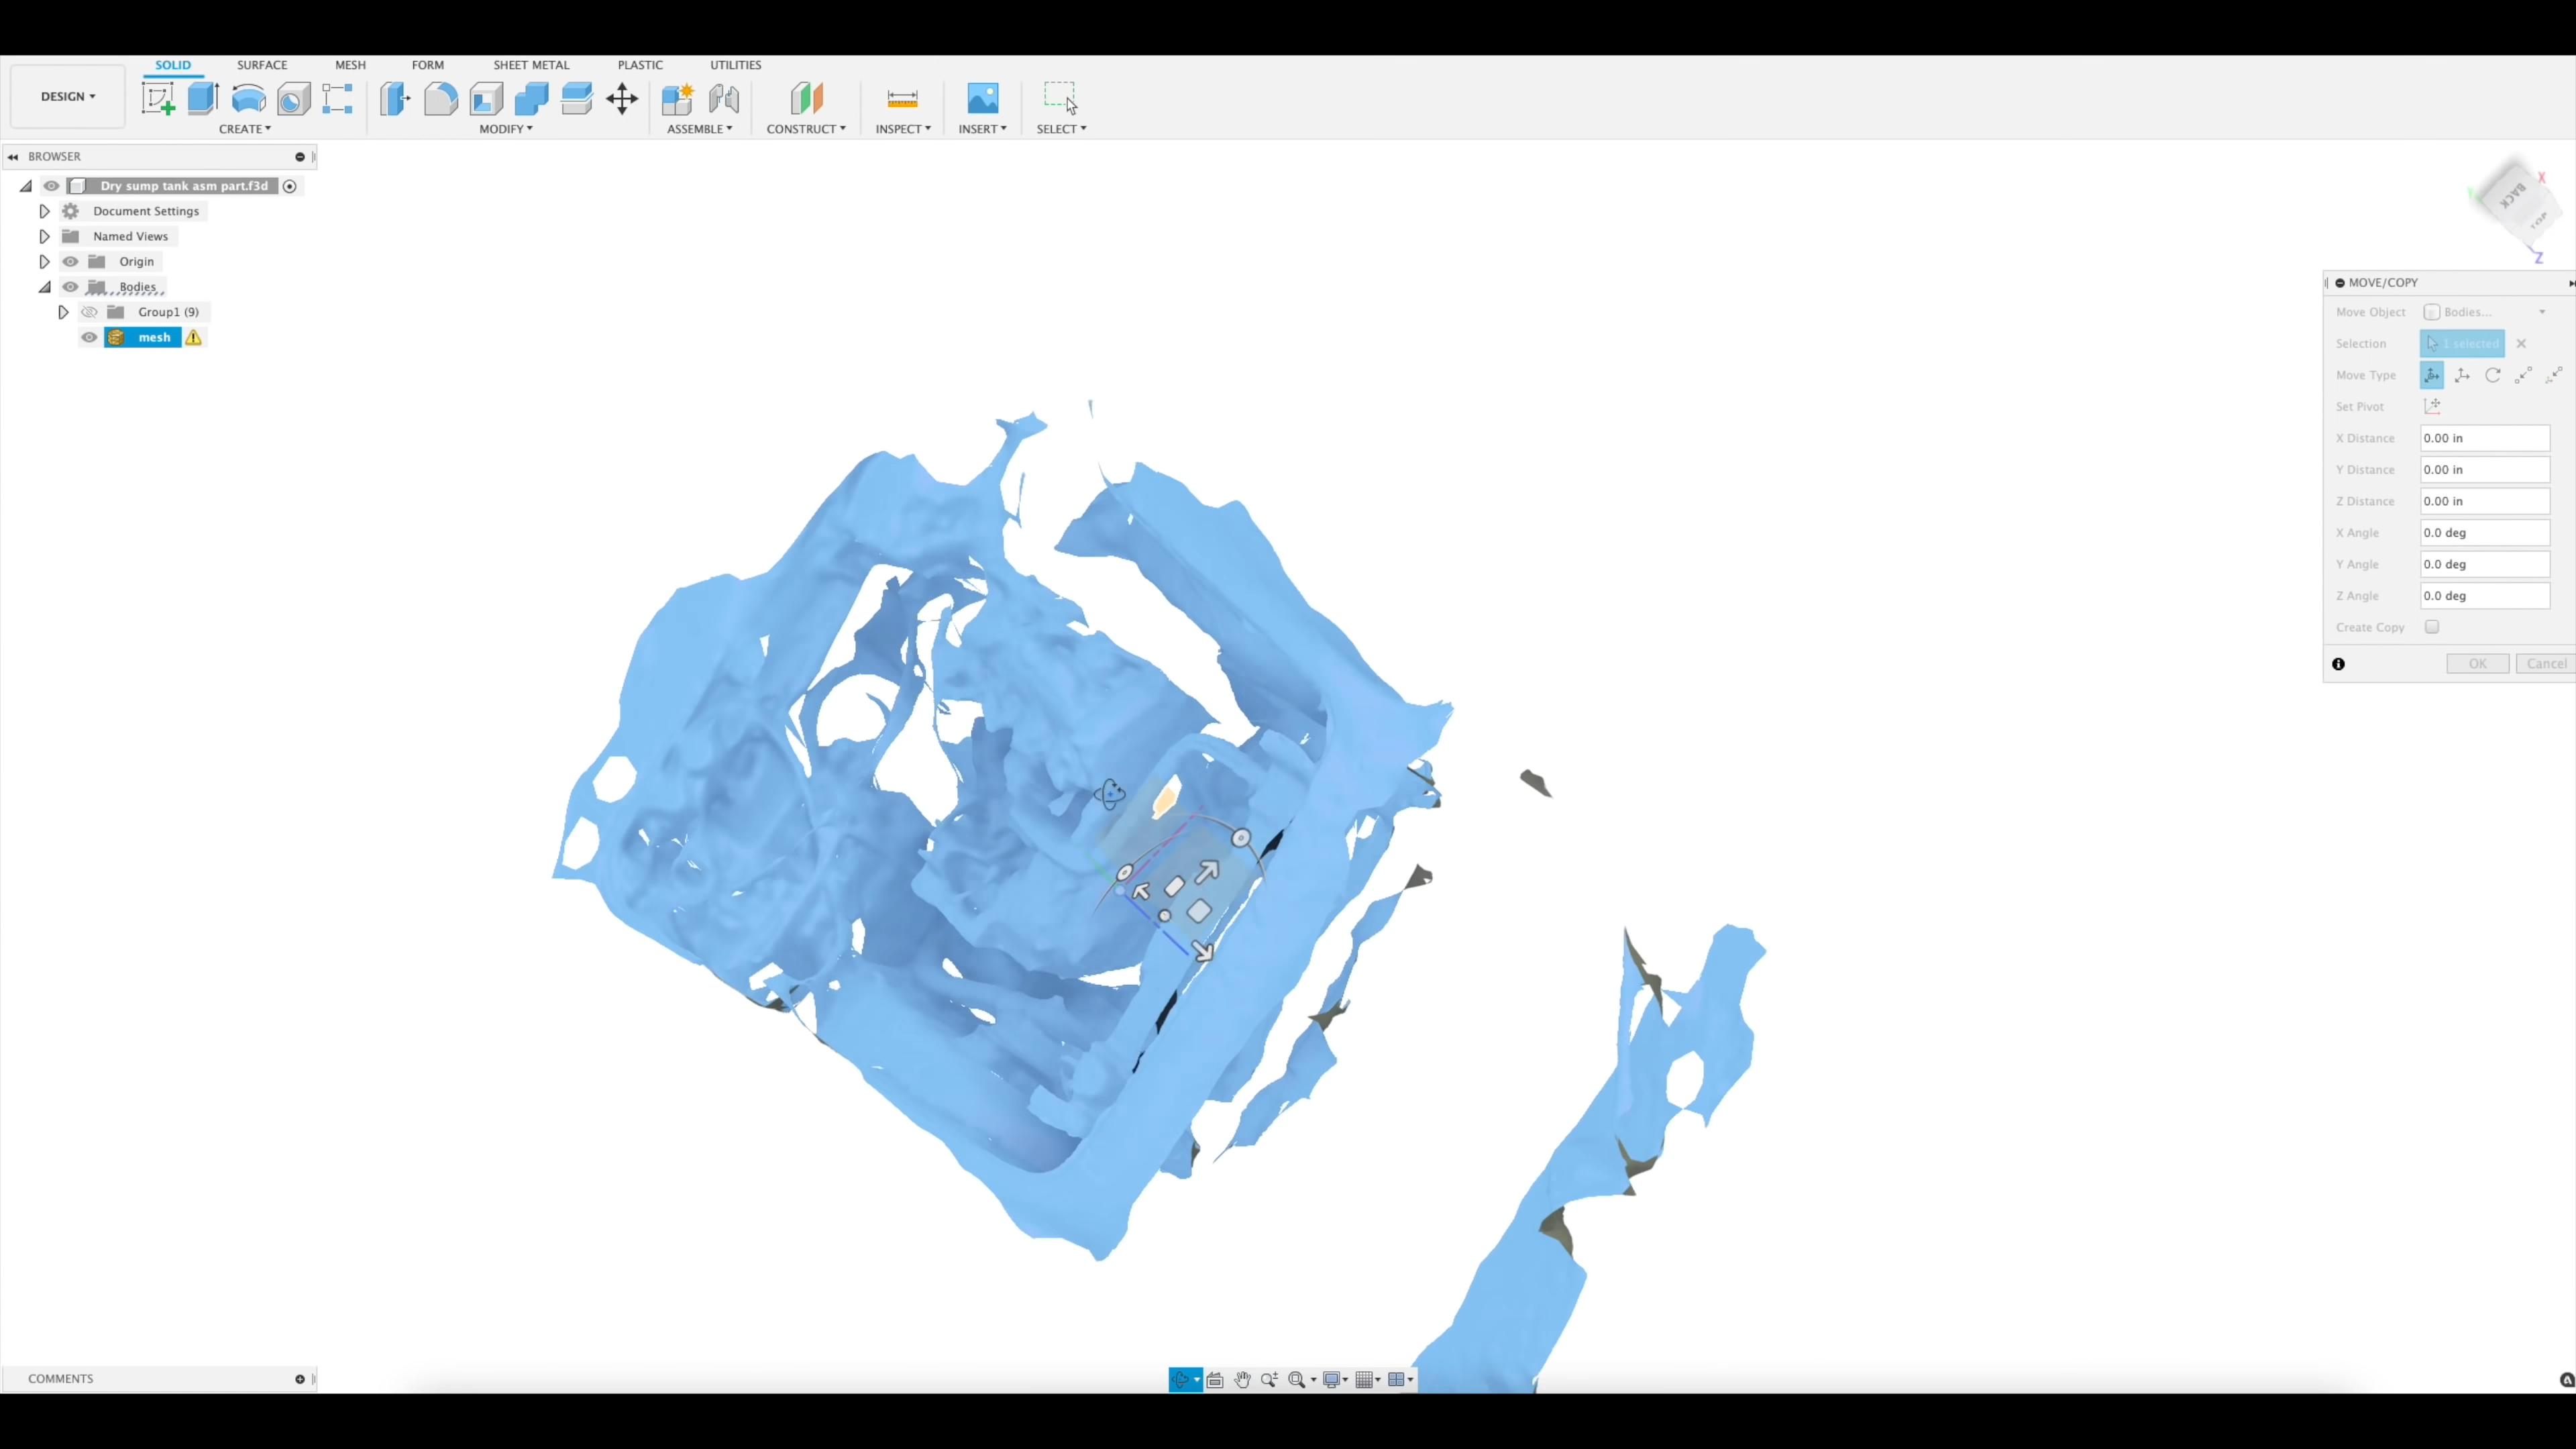 SOLID SURFACE MESH FORM SHEET METAL PLASTIC UTILITIES
DESIGN
CREATE MODIFY ASSEMBLE CONSTRUCT INSPECT INSERT SELECT
BROWSER
Dry sump tank asm part.f3d
Document Settings
Named Views
Origin
Bodies
Group1 (9)
mesh
BACK
X
Z
MOVE/COPY
Move Object Bodies...
Selection 1 selected
Move Type
Set Pivot
X Distance 0.00 in
Y Distance 0.00 in
Z Distance 0.00 in
X Angle 0.0 deg
Y Angle 0.0 deg
Z Angle 0.0 deg
Create Copy
OK Cancel
COMMENTS